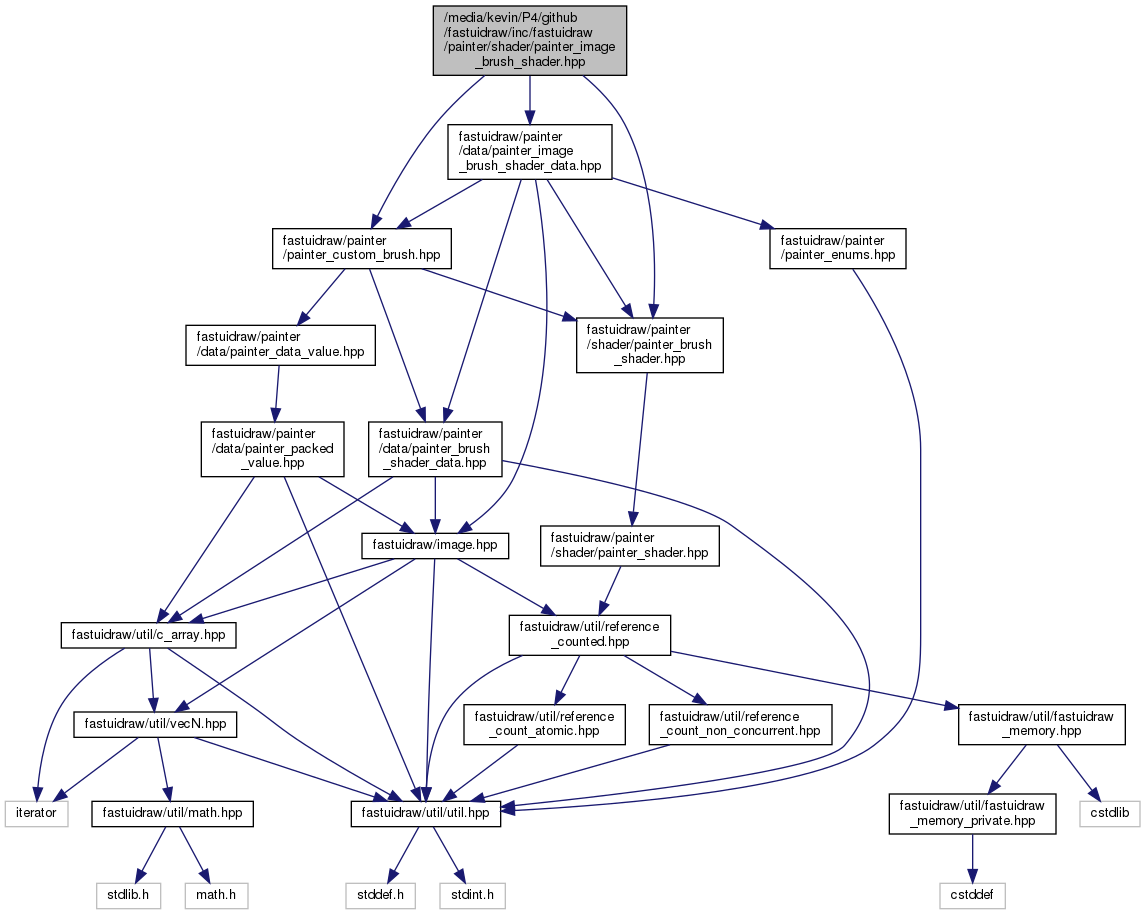 /media/kevin/P4/github
/fastuidraw/inc/fastuidraw
/painter/shader/painter_image
_brush_shader.hpp
fastuidraw/painter
/data/painter_image
_brush_shader_data.hpp
fastuidraw/painter
/painter_custom_brush.hpp
fastuidraw/painter
/painter_enums.hpp
fastuidraw/painter
/data/painter_data_value.hpp
fastuidraw/painter
/shader/painter_brush
_shader.hpp
fastuidraw/painter
/data/painter_packed
_value.hpp
fastuidraw/painter
/data/painter_brush
_shader_data.hpp
fastuidraw/image.hpp
fastuidraw/painter
/shader/painter_shader.hpp
fastuidraw/util/c_array.hpp
fastuidraw/util/reference
_counted.hpp
fastuidraw/util/vecN.hpp
fastuidraw/util/reference
_count_atomic.hpp
fastuidraw/util/reference
_count_non_concurrent.hpp
fastuidraw/util/fastuidraw
_memory.hpp
iterator
fastuidraw/util/math.hpp
fastuidraw/util/util.hpp
fastuidraw/util/fastuidraw
_memory_private.hpp
cstdlib
stdlib.h
math.h
stddef.h
stdint.h
cstddef